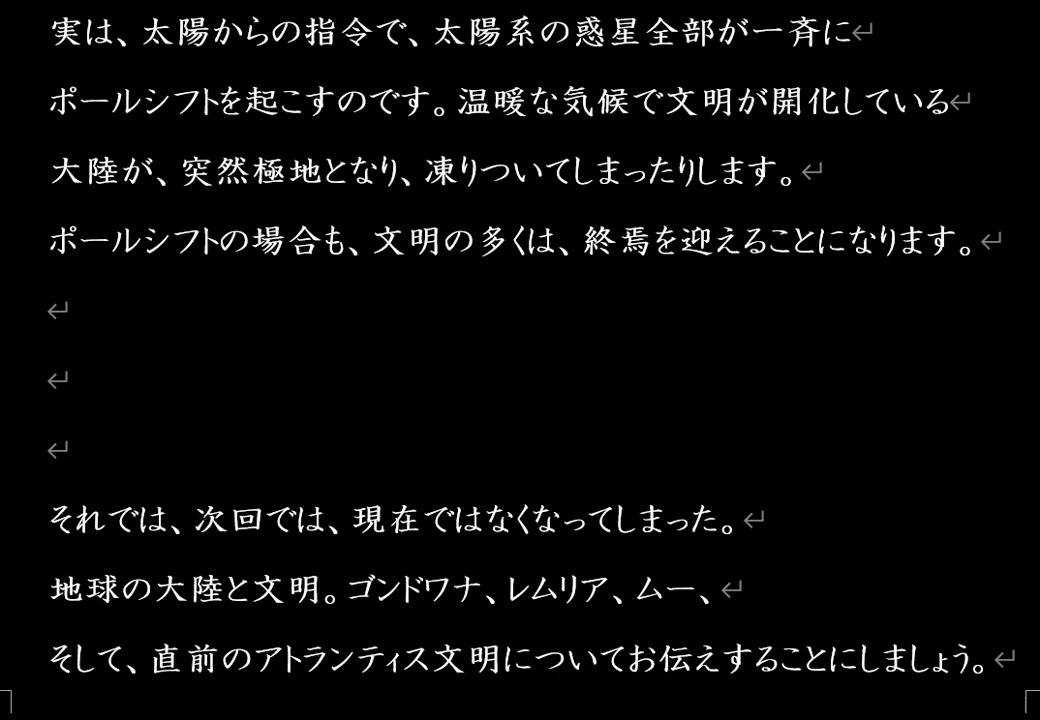 実は、太陽からの指令で、太陽系の惑星全部が一斉に
ポールシフトを起こすのです。温暖な気候で文明が開化している
大陸が、突然極地となり、凍りついてしまったりします。
ポールシフトの場合も、文明の多くは、終焉を迎えることになります。
それでは、次回では、現在ではなくなってしまった。
地球の大陸と文明。ゴンドワナ、レムリア、ムー、
そして、直前のアトランティス文明についてお伝えすることにしましょう。